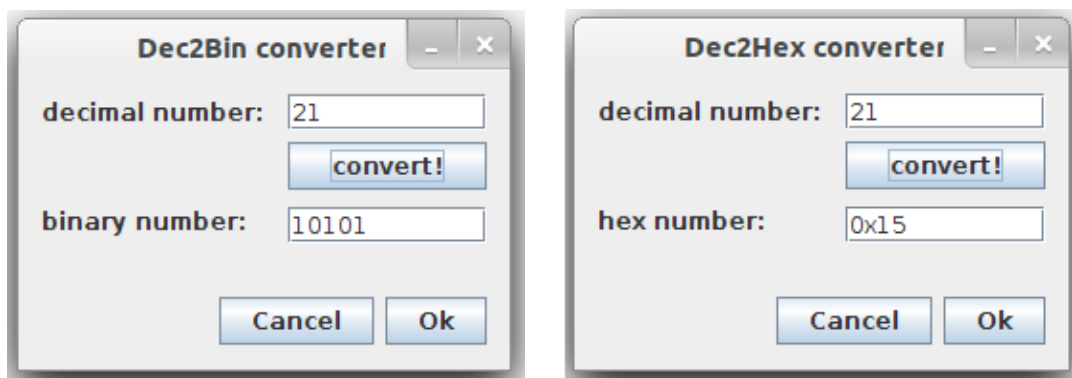 Dec2Bin converter
decimal number: 21
convert!
binary number: 10101
Cancel Ok
Dec2Hex converter
decimal number: 21
convert!
hex number: 0x15
Cancel Ok